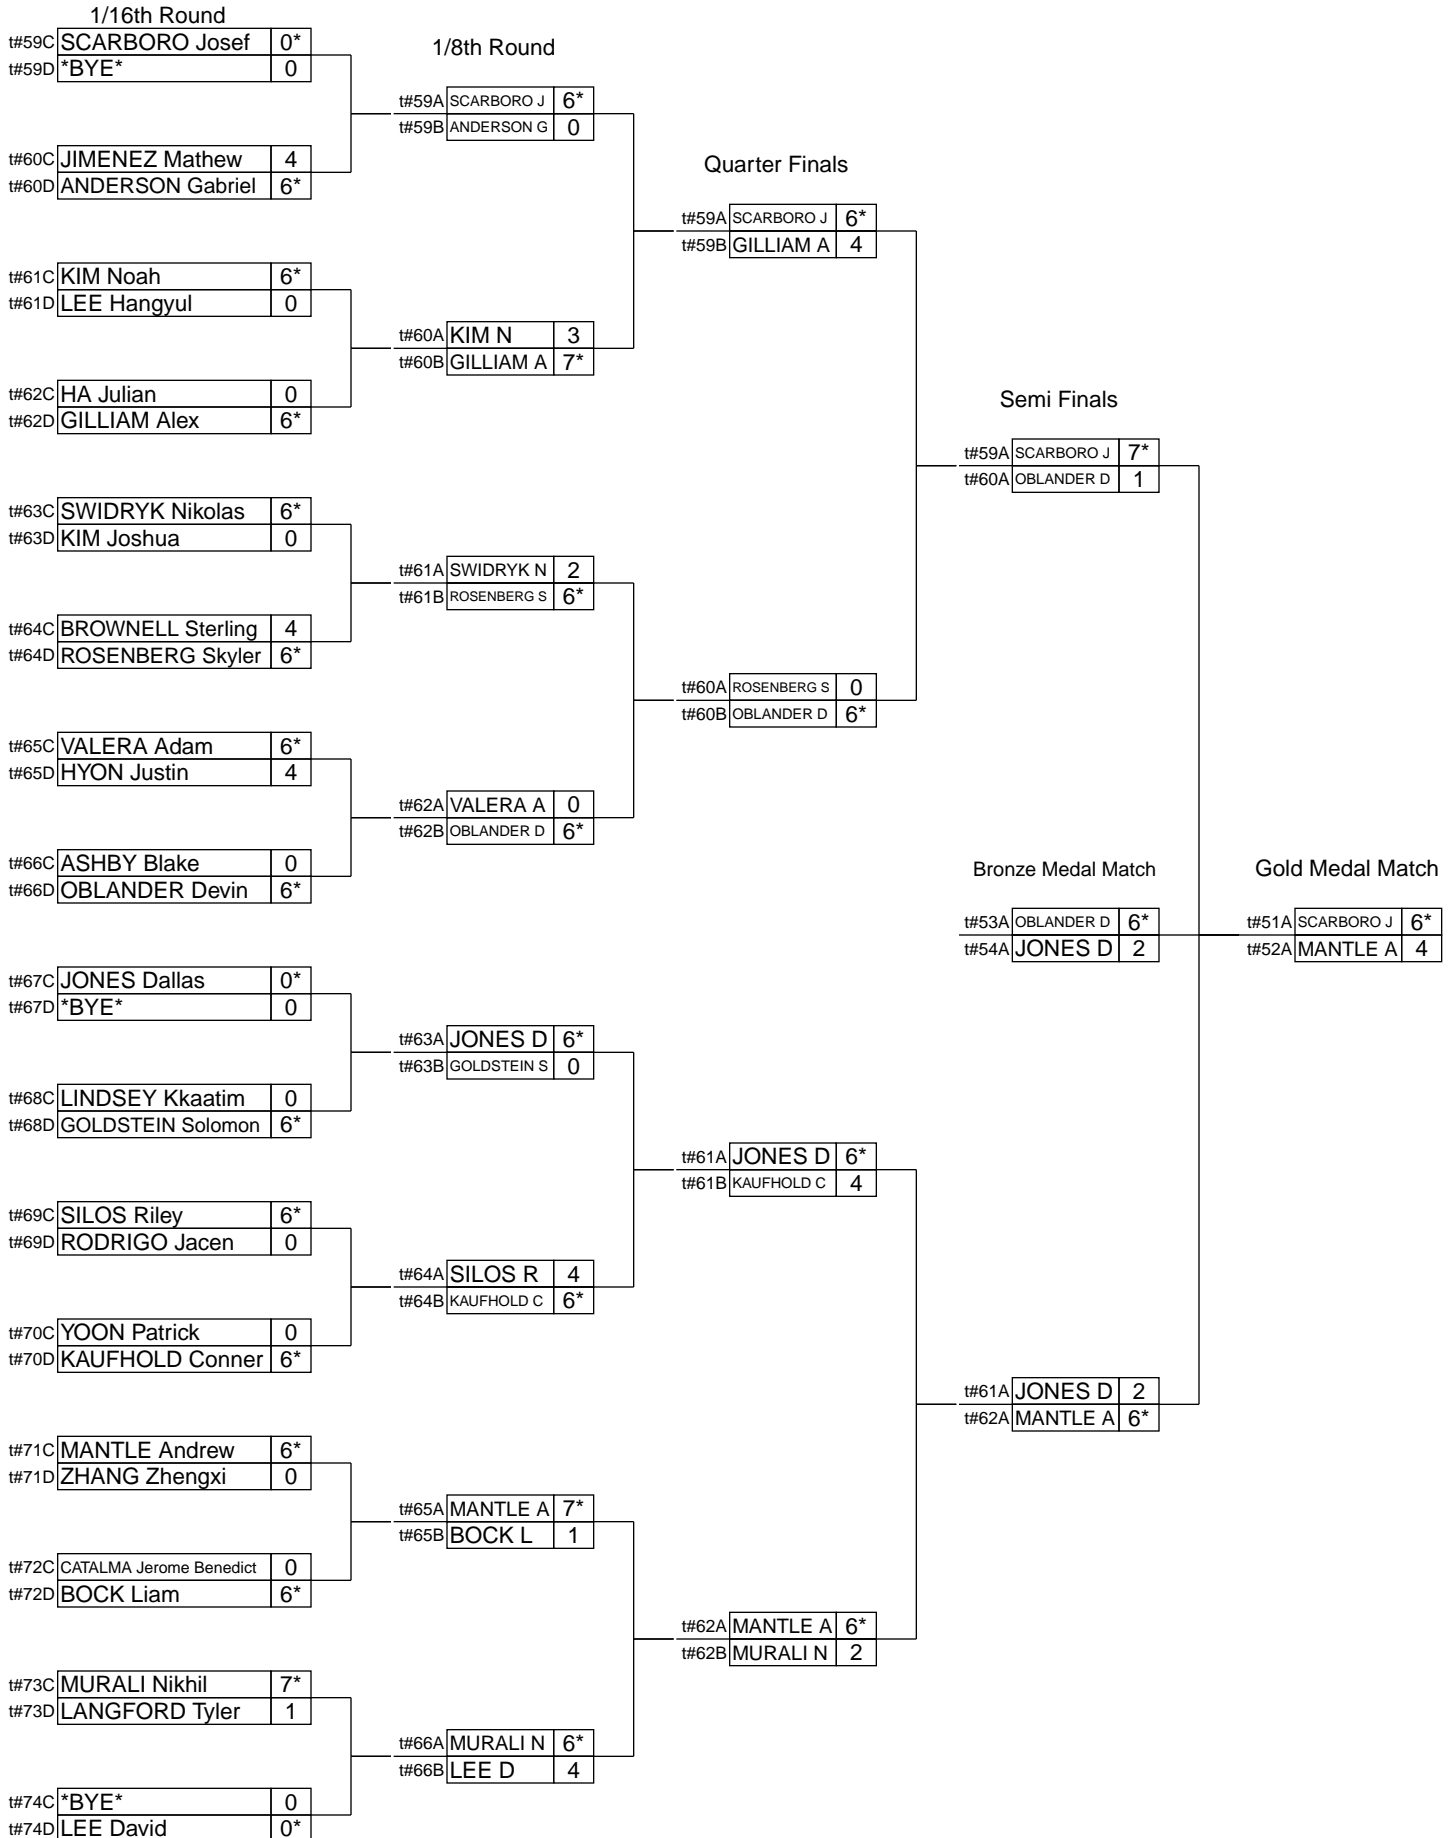 1/16th Round
t#59C SCARBORO Josef 0*
t#59D *BYE* 0
t#60C JIMENEZ Mathew 4
t#60D ANDERSON Gabriel 6*
t#61C KIM Noah 6*
t#61D LEE Hangyul 0
t#62C HA Julian 0
t#62D GILLIAM Alex 6*
t#63C SWIDRYK Nikolas 6*
t#63D KIM Joshua 0
t#64C BROWNELL Sterling 4
t#64D ROSENBERG Skyler 6*
t#65C VALERA Adam 6*
t#65D HYON Justin 4
t#66C ASHBY Blake 0
t#66D OBLANDER Devin 6*
t#67C JONES Dallas 0*
t#67D *BYE* 0
t#68C LINDSEY Kkaatim 0
t#68D GOLDSTEIN Solomon 6*
t#69C SILOS Riley 6*
t#69D RODRIGO Jacen 0
t#70C YOON Patrick 0
t#70D KAUFHOLD Conner 6*
t#71C MANTLE Andrew 6*
t#71D ZHANG Zhengxi 0
t#72C CATALMA Jerome Benedict 0
t#72D BOCK Liam 6*
t#73C MURALI Nikhil 7*
t#73D LANGFORD Tyler 1
t#74C *BYE* 0
t#74D LEE David 0*
1/8th Round
t#59A SCARBORO J 6*
t#59B ANDERSON G 0
t#60A KIM N 3
t#60B GILLIAM A 7*
t#61A SWIDRYK N 2
t#61B ROSENBERG S 6*
t#62A VALERA A 0
t#62B OBLANDER D 6*
t#63A JONES D 6*
t#63B GOLDSTEIN S 0
t#64A SILOS R 4
t#64B KAUFHOLD C 6*
t#65A MANTLE A 7*
t#65B BOCK L 1
t#66A MURALI N 6*
t#66B LEE D 4
Quarter Finals
t#59A SCARBORO J 6*
t#59B GILLIAM A 4
t#60A ROSENBERG S 0
t#60B OBLANDER D 6*
t#61A JONES D 6*
t#61B KAUFHOLD C 4
t#62A MANTLE A 6*
t#62B MURALI N 2
Semi Finals
t#59A SCARBORO J 7*
t#60A OBLANDER D 1
t#61A JONES D 2
t#62A MANTLE A 6*
Bronze Medal Match
t#53A OBLANDER D 6*
t#54A JONES D 2
Gold Medal Match
t#51A SCARBORO J 6*
t#52A MANTLE A 4